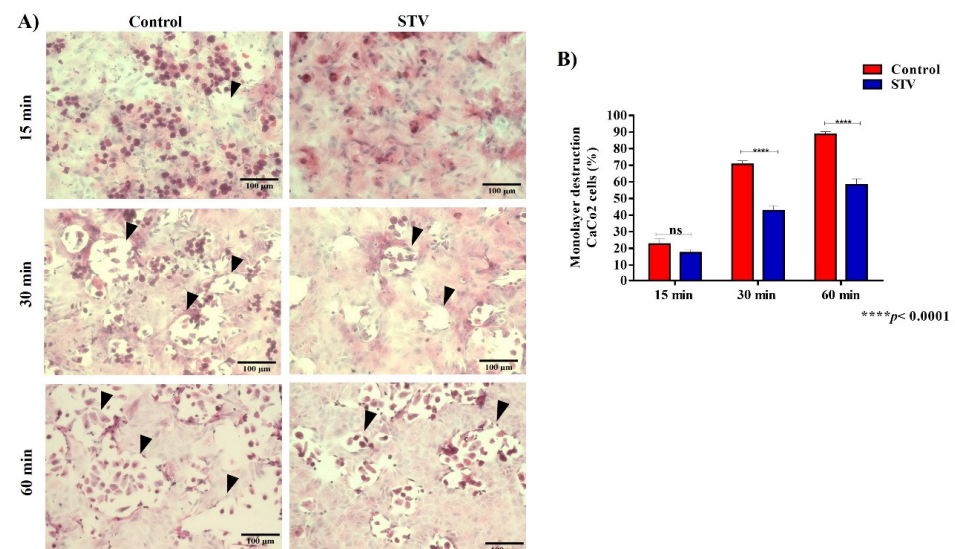 A)
Control
STV
15 min
100 µm
100 µm
30 min
100 µm
100 µm
60 min
100 µm
100
B)
Control
STV
Monolayer destruction
CaCo2 cells (%)
100
90
80
70
60
50
40
30
20
10
0
ns
****
****
15 min
30 min
60 min
****p< 0.0001